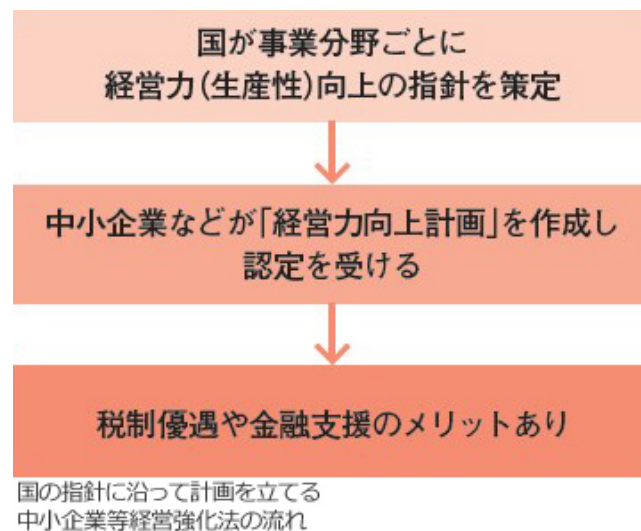 国が事業分野ごとに
経営力(生産性)向上の指針を策定
中小企業などが「経営力向上計画」を作成し
認定を受ける
税制優遇や金融支援のメリットあり
国の指針に沿って計画を立てる
中小企業等経営強化法の流れ